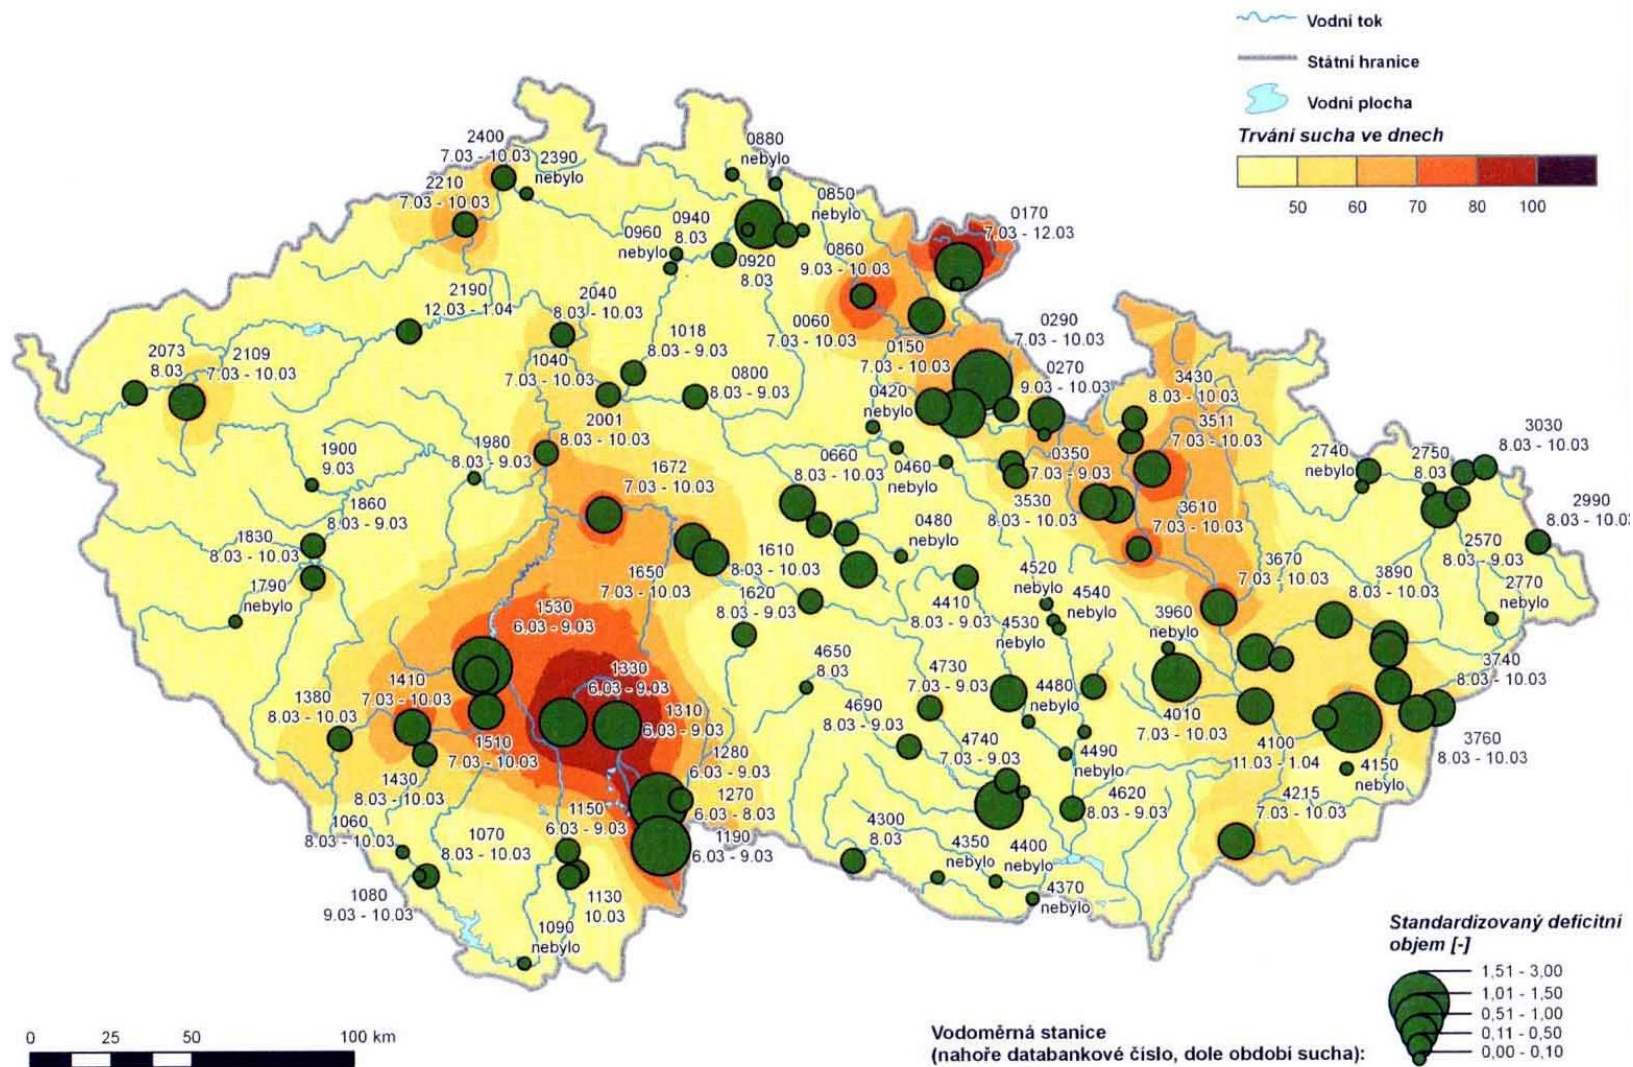 Vodní tok
Státní hranice
Vodní plocha
Trvání sucha ve dnech
50 60 70 80 100
2400
7.03 - 10.03
2390
nebylo
2210
7.03 - 10.03
0880
nebylo
0850
nebylo
0940
8.03
0960
nebylo
0920
8.03
0860
9.03 - 10.03
0170
7.03 - 12.03
2190
12.03 - 1.04
2040
8.03 - 10.03
1018
8.03 - 9.03
0060
7.03 - 10.03
0150
7.03 - 10.03
0290
7.03 - 10.03
0270
9.03 - 10.03
2073
8.03
2109
7.03 - 10.03
1040
7.03 - 10.03
0800
8.03 - 9.03
0420
nebylo
3430
8.03 - 10.03
3511
7.03 - 10.03
2001
8.03 - 10.03
1980
8.03 - 9.03
1900
9.03
1672
7.03 - 10.03
0660
8.03 - 10.03
0460
nebylo
0350
7.03 - 9.03
2740
nebylo
2750
8.03
3030
8.03 - 10.03
1860
8.03 - 9.03
1830
8.03 - 10.03
1790
nebylo
3530
8.03 - 10.03
3610
7.03 - 10.03
2990
8.03 - 10.03
0480
nebylo
1610
8.03 - 10.03
1650
7.03 - 10.03
1620
8.03 - 9.03
2570
8.03 - 9.03
2770
nebylo
3670
7.03 - 10.03
3890
8.03 - 10.03
4520
nebylo
4540
nebylo
4410
8.03 - 9.03
4530
nebylo
3960
nebylo
1530
6.03 - 9.03
1330
6.03 - 9.03
4650
8.03
4730
7.03 - 9.03
4480
nebylo
3740
8.03 - 10.03
1380
8.03 - 10.03
1410
7.03 - 10.03
1310
6.03 - 9.03
4690
8.03 - 9.03
4010
7.03 - 10.03
1510
7.03 - 10.03
1280
6.03 - 9.03
4740
7.03 - 9.03
4490
nebylo
4100
11.03 - 1.04
4150
nebylo
3760
8.03 - 10.03
1430
8.03 - 10.03
1270
6.03 - 8.03
4620
8.03 - 9.03
4215
7.03 - 10.03
1060
8.03 - 10.03
1070
8.03 - 10.03
1150
6.03 - 9.03
1190
6.03 - 9.03
4300
8.03
4350
nebylo
4400
nebylo
4370
nebylo
1080
9.03 - 10.03
1130
10.03
1090
nebylo
Standardizovaný deficitní
objem [-]
1,51 - 3,00
1,01 - 1,50
0,51 - 1,00
0,11 - 0,50
0,00 - 0,10
0 25 50 100 km
Vodoměrná stanice
(nahoře databankové číslo, dole období sucha):